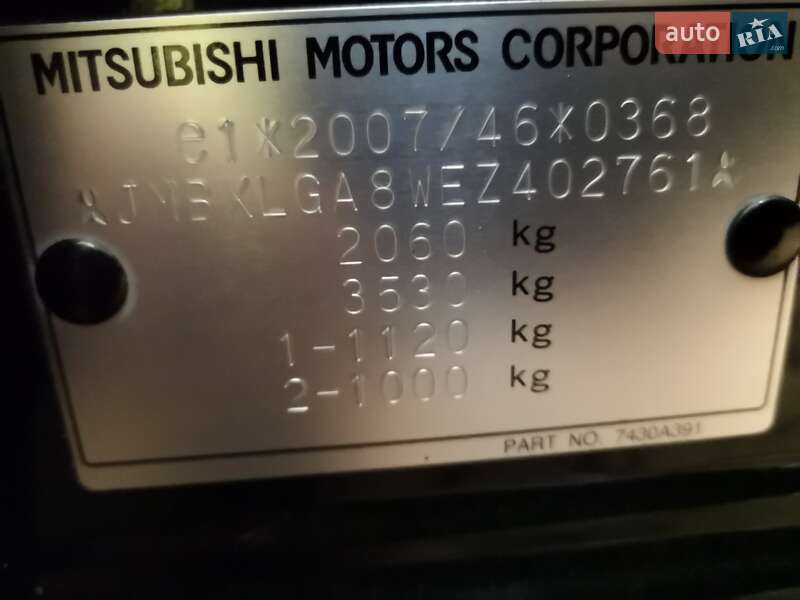 auto RIA .com
MITSUBISHI MOTORS CORPORATION
e1*2007/46*0368
*JMBXLGA8WEZ402761*
2060 kg
3530 kg
1-1120 kg
2-1000 kg
PART NO. 7430A391